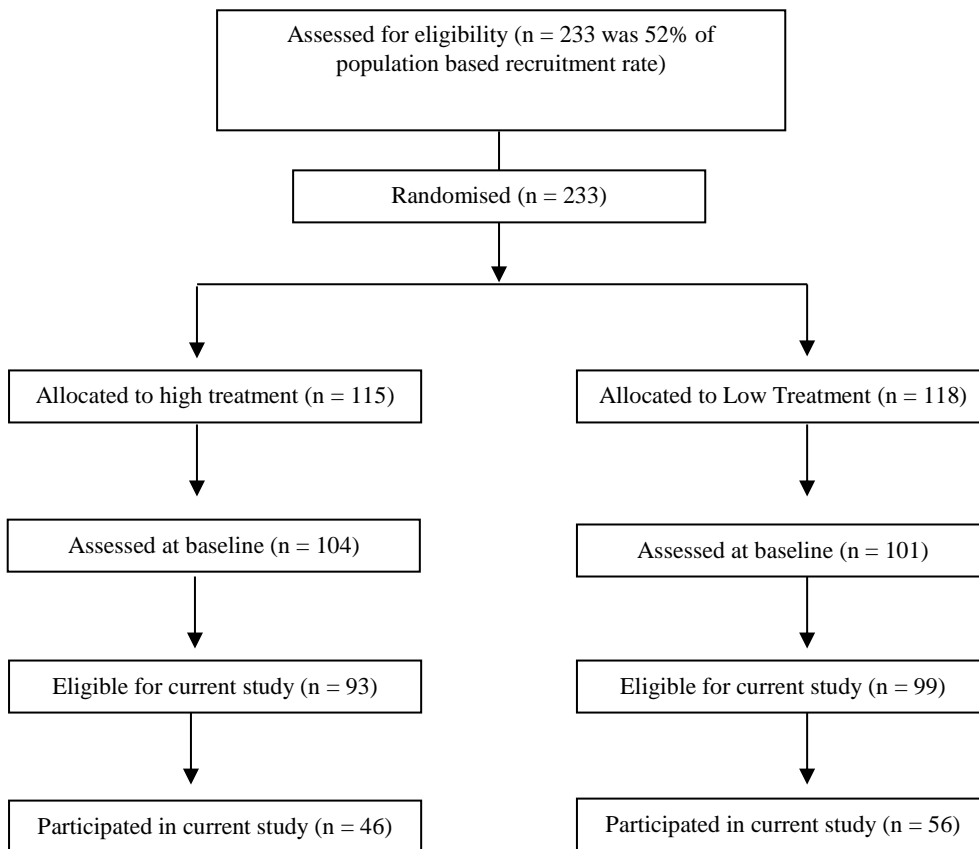 Assessed for eligibility (n = 233 was 52% of
population based recruitment rate)
Randomised (n = 233)
Allocated to high treatment (n = 115)
Allocated to Low Treatment (n = 118)
Assessed at baseline (n = 104)
Assessed at baseline (n = 101)
Eligible for current study (n = 93)
Eligible for current study (n = 99)
Participated in current study (n = 46)
Participated in current study (n = 56)